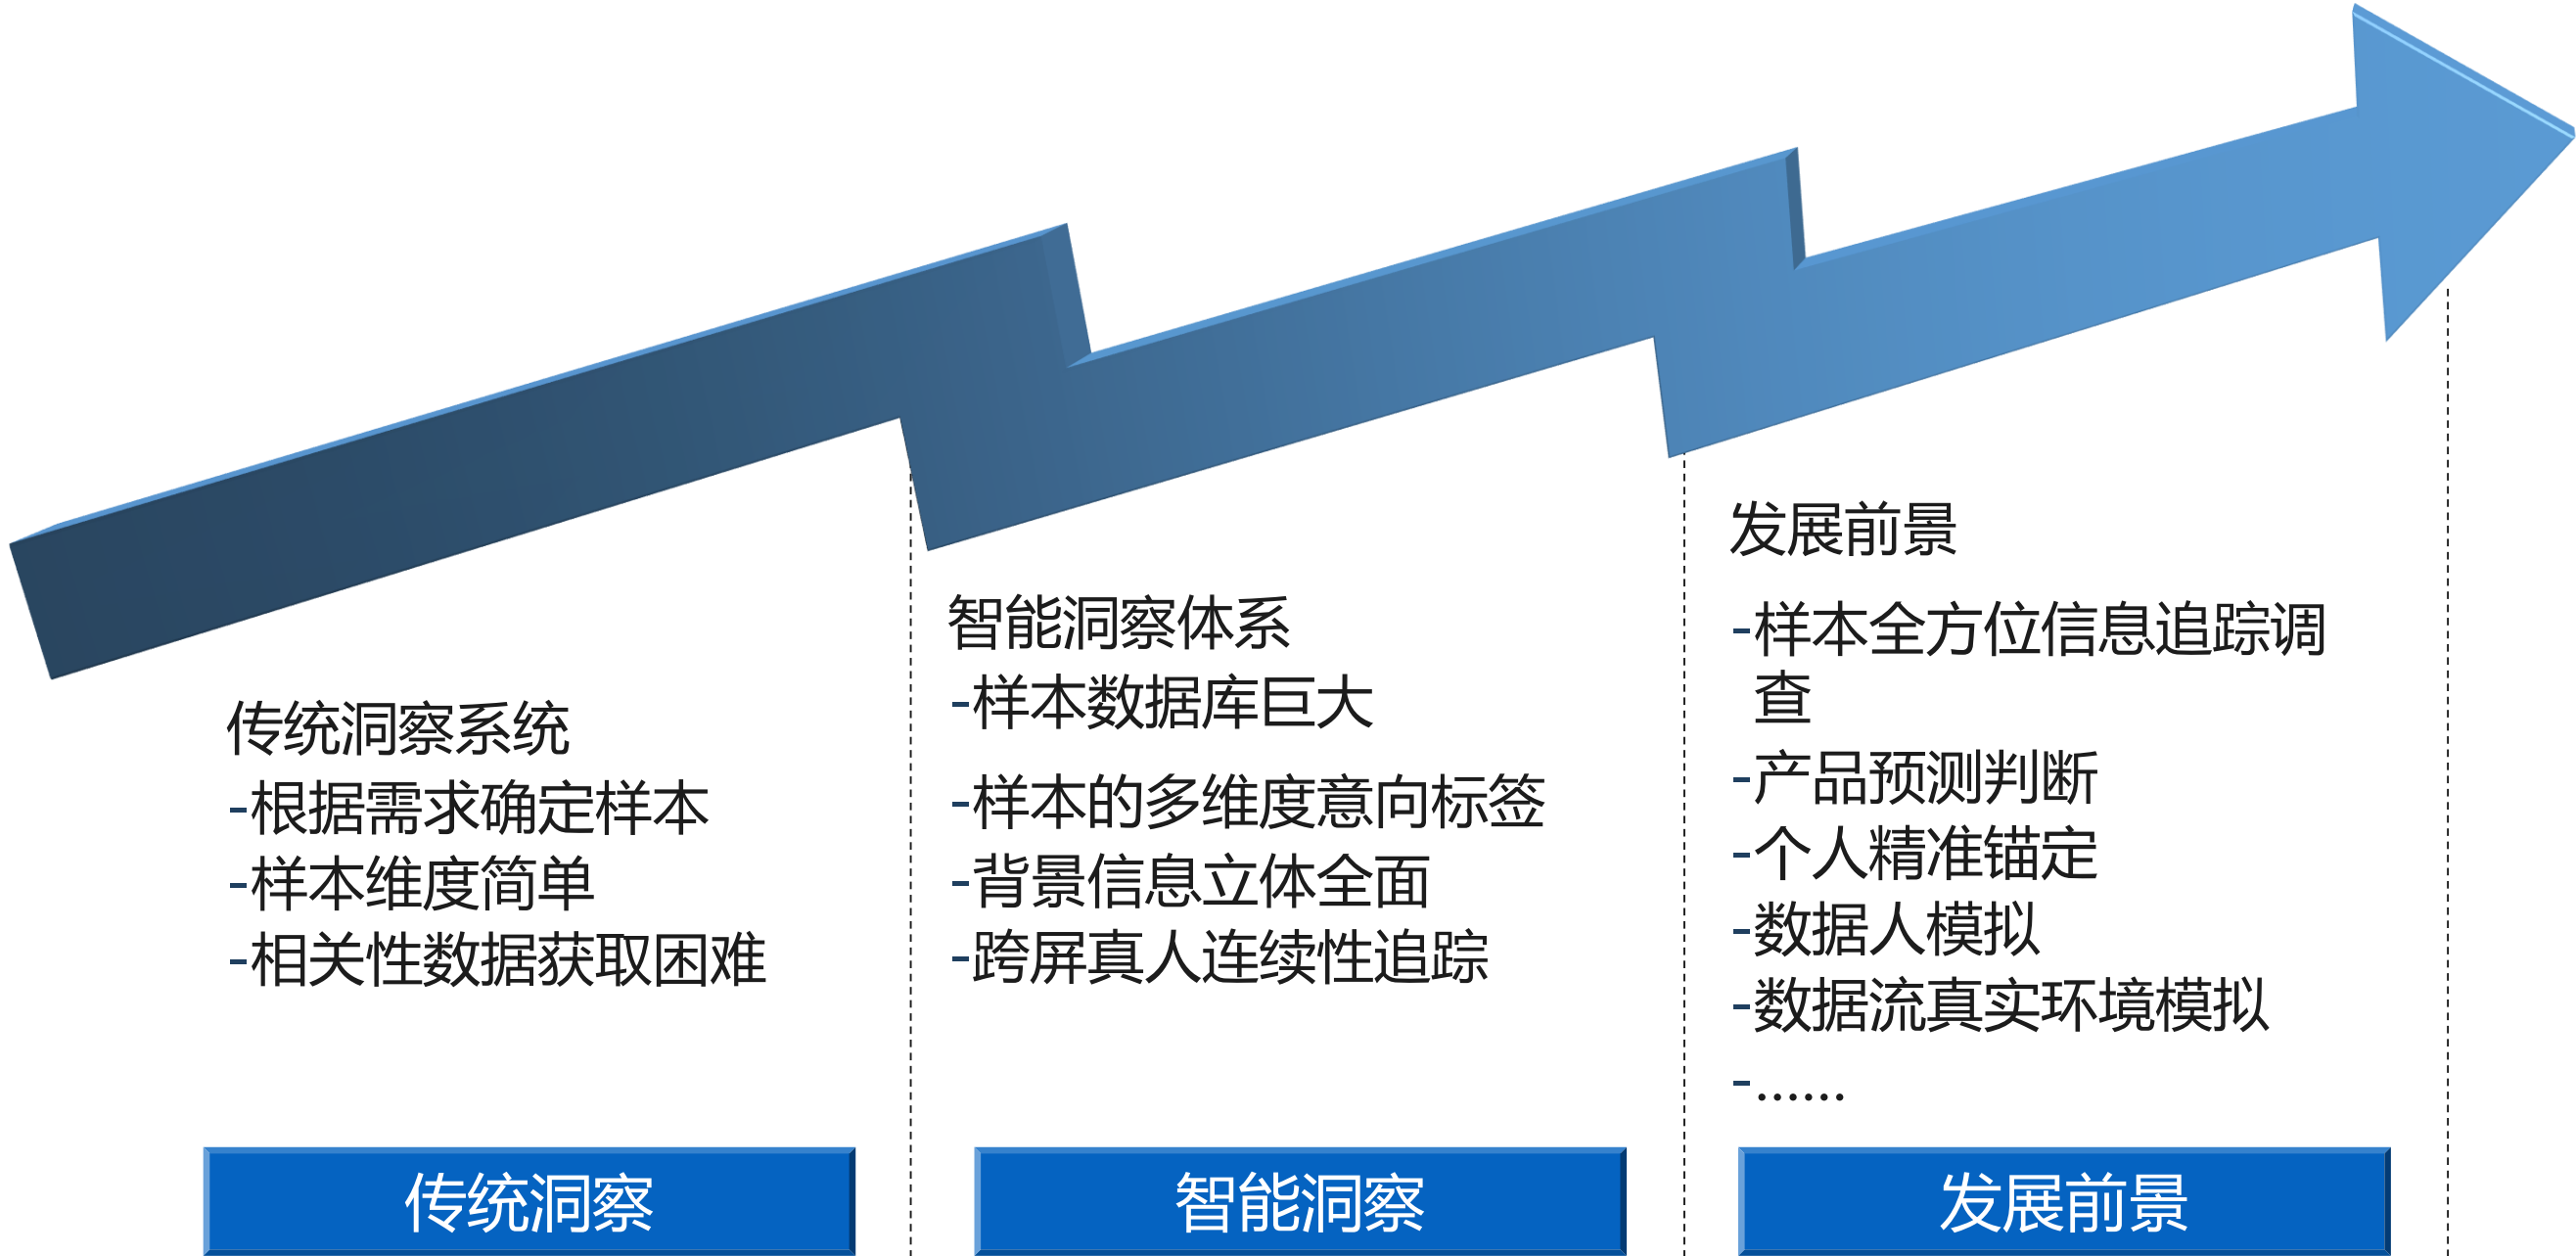 传统洞察系统
-根据需求确定样本
-样本维度简单
-相关性数据获取困难
传统洞察
智能洞察体系
-样本数据库巨大
-样本的多维度意向标签
-背景信息立体全面
-跨屏真人连续性追踪
智能洞察
发展前景
-样本全方位信息追踪调
查
-产品预测判断
-个人精准锚定
-数据人模拟
-数据流真实环境模拟
-……
发展前景